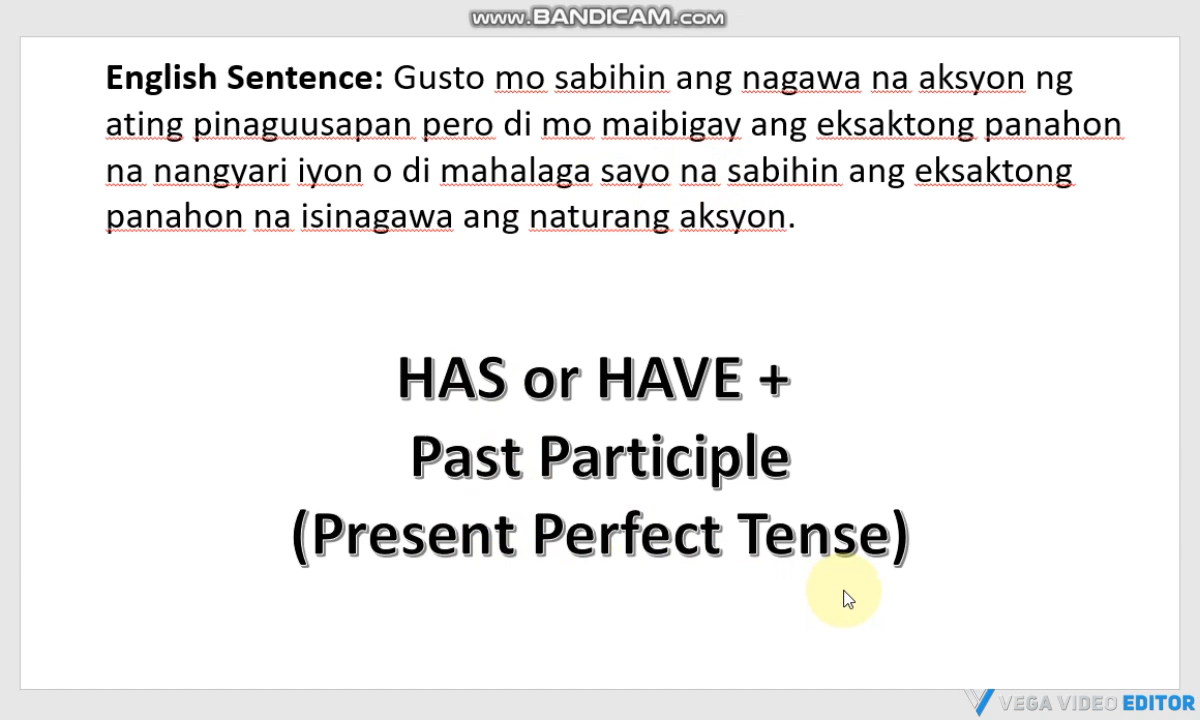 www.BANDICAM.com
English Sentence: Gusto mo sabihin ang nagawa na aksyon ng
ating pinaguusapan pero di mo maibigay ang eksaktong panahon
na nangyari iyon o di mahalaga sayo na sabihin ang eksaktong
panahon na isinagawa ang naturang aksyon.
HAS or HAVE +
Past Participle
(Present Perfect Tense)
VEGA VIDEO EDITOR